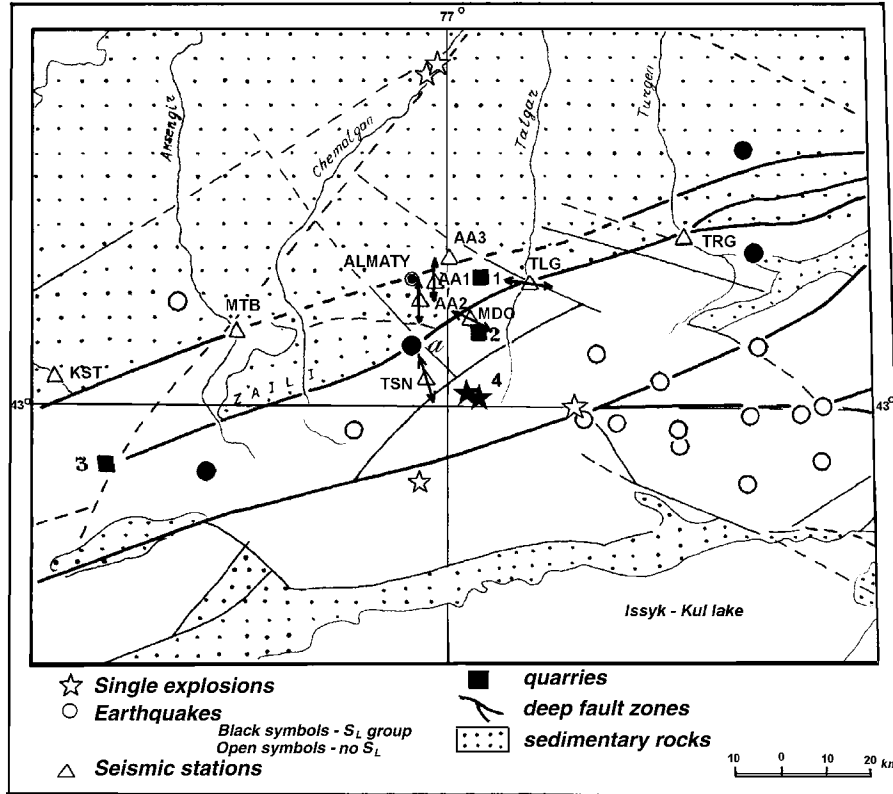 77°
Aksengir
Chemolgan
Talgar
Turgen
AA3
TRG
ALMATY
AA1
1
TLG
AA2
MTB
MDO
2
a
KST
ZAILI
TSN
4
43°
43°
3
Issyk - Kul lake
Single explosions
quarries
Earthquakes
deep fault zones
Black symbols - SL group
Open symbols - no SL
sedimentary rocks
Seismic stations
10 0 10 20 km